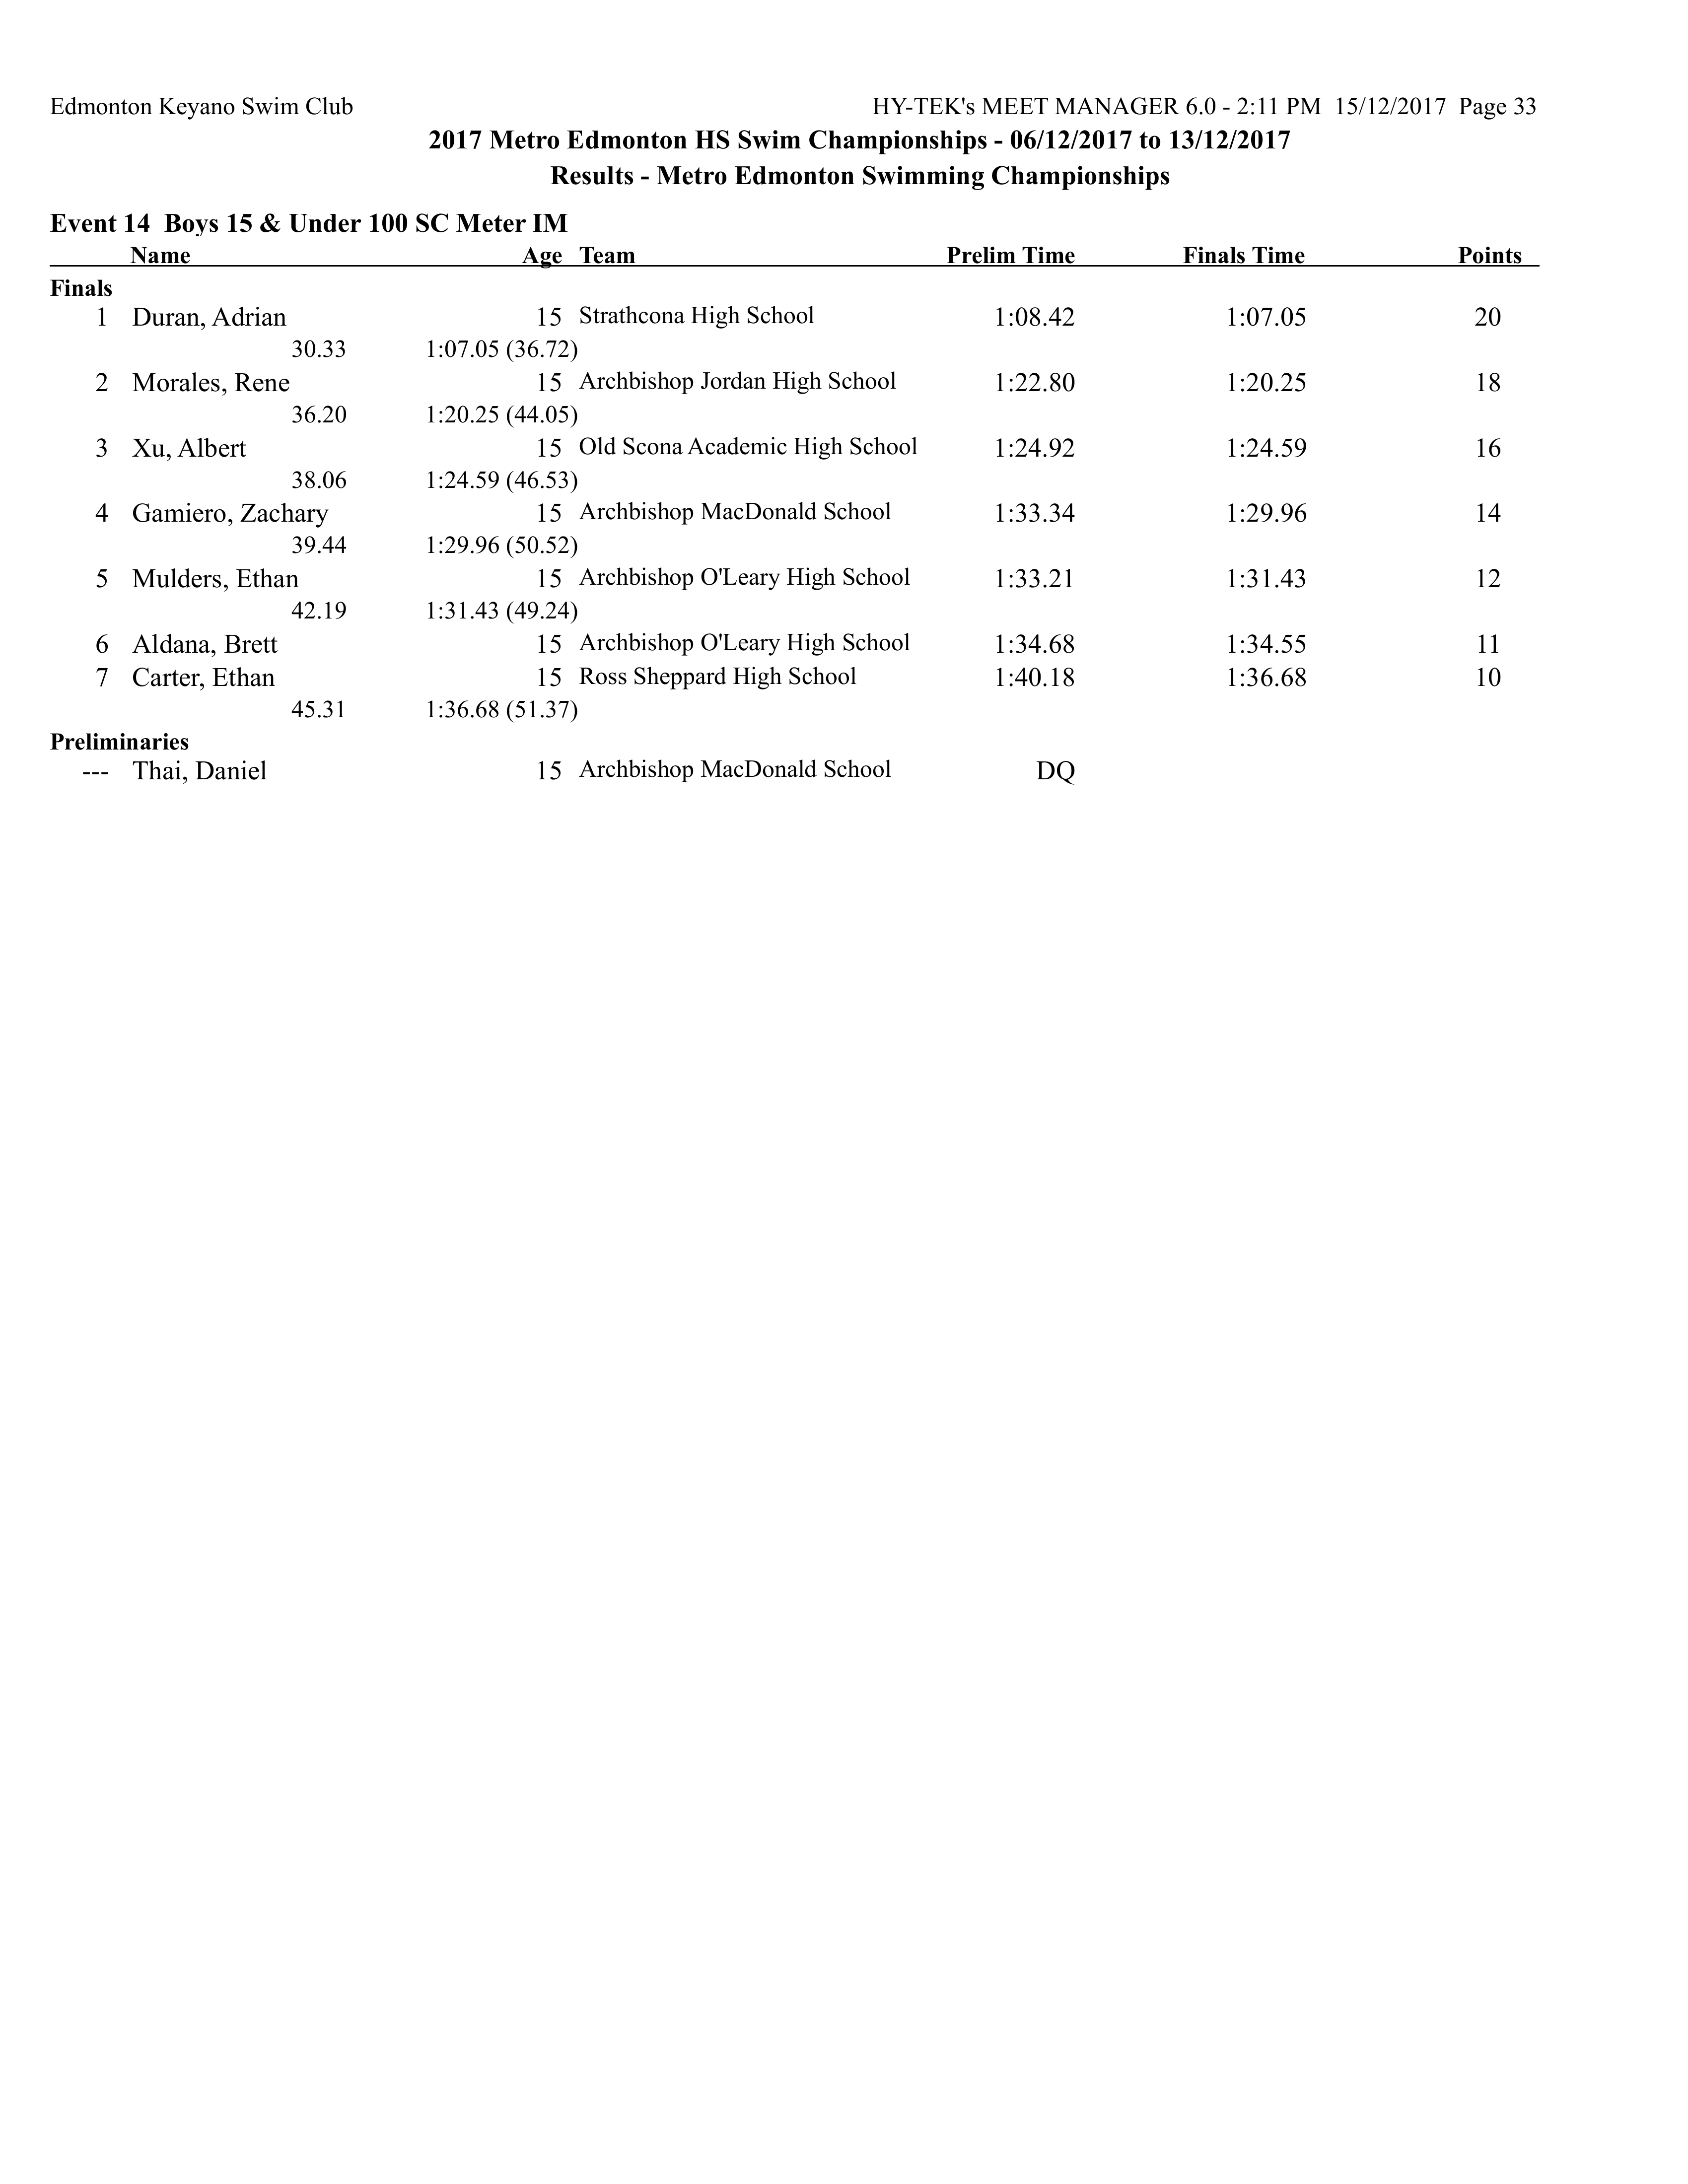 Edmonton Keyano Swim Club HY-TEK's MEET MANAGER 6.0 - 2:11 PM 15/12/2017 Page 33
2017 Metro Edmonton HS Swim Championships - 06/12/2017 to 13/12/2017
Results - Metro Edmonton Swimming Championships
Event 14 Boys 15 & Under 100 SC Meter IM
Name Age Team Prelim Time Finals Time Points
Finals
1 Duran, Adrian 15 Strathcona High School 1:08.42 1:07.05 20
30.33 1:07.05 (36.72)
2 Morales, Rene 15 Archbishop Jordan High School 1:22.80 1:20.25 18
36.20 1:20.25 (44.05)
3 Xu, Albert 15 Old Scona Academic High School 1:24.92 1:24.59 16
38.06 1:24.59 (46.53)
4 Gamiero, Zachary 15 Archbishop MacDonald School 1:33.34 1:29.96 14
39.44 1:29.96 (50.52)
5 Mulders, Ethan 15 Archbishop O'Leary High School 1:33.21 1:31.43 12
42.19 1:31.43 (49.24)
6 Aldana, Brett 15 Archbishop O'Leary High School 1:34.68 1:34.55 11
7 Carter, Ethan 15 Ross Sheppard High School 1:40.18 1:36.68 10
45.31 1:36.68 (51.37)
Preliminaries
--- Thai, Daniel 15 Archbishop MacDonald School DQ